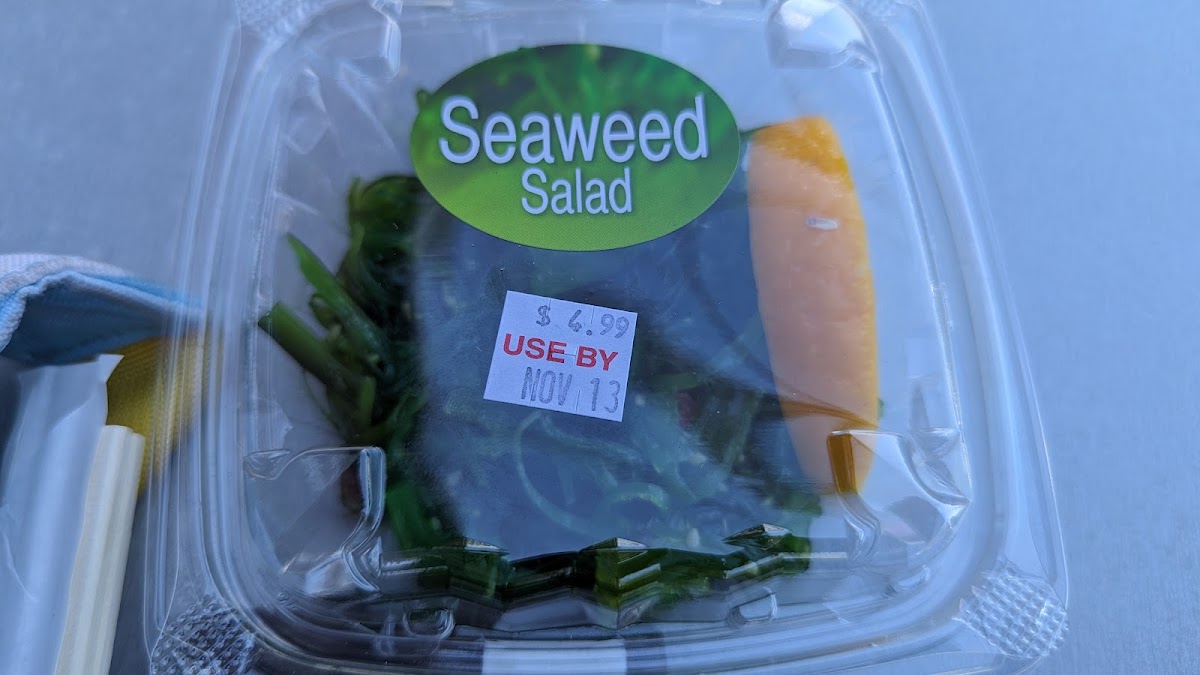 Seaweed
Salad
$ 4.99
USE BY
NOV 13